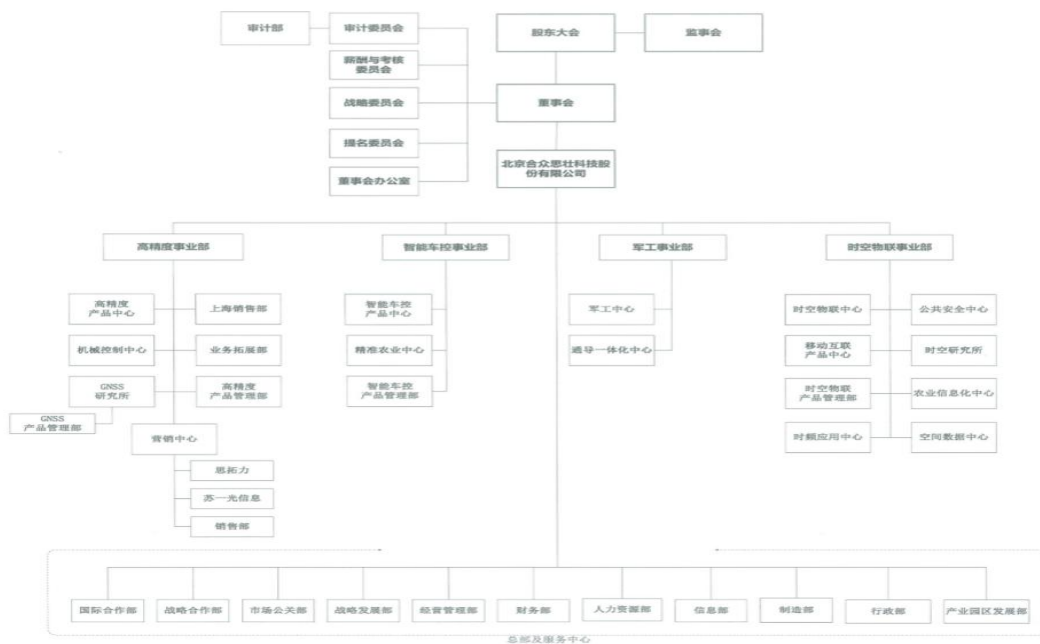 审计部
审计委员会
股东大会
监事会
薪酬与考核
委员会
战略委员会
董事会
提名委员会
北京合众思壮科技股
份有限公司
董事会办公室
高精度事业部
智能车控事业部
军工事业部
时空物联事业部
高精度
产品中心
上海销售部
智能车控
产品中心
军工中心
时空物联中心
公共安全中心
机械控制中心
业务拓展部
精准农业中心
通导一体化中心
移动互联
产品中心
时空研究所
GNSS
研究所
高精度
产品管理部
智能车控
产品管理部
时空物联
产品管理部
农业信息化中心
GNSS
产品管理部
营销中心
时频应用中心
空间数据中心
思拓力
苏一光信息
销售部
国际合作部
战略合作部
市场公关部
战略发展部
经营管理部
财务部
人力资源部
信息部
制造部
行政部
产业园区发展部
总部及服务中心